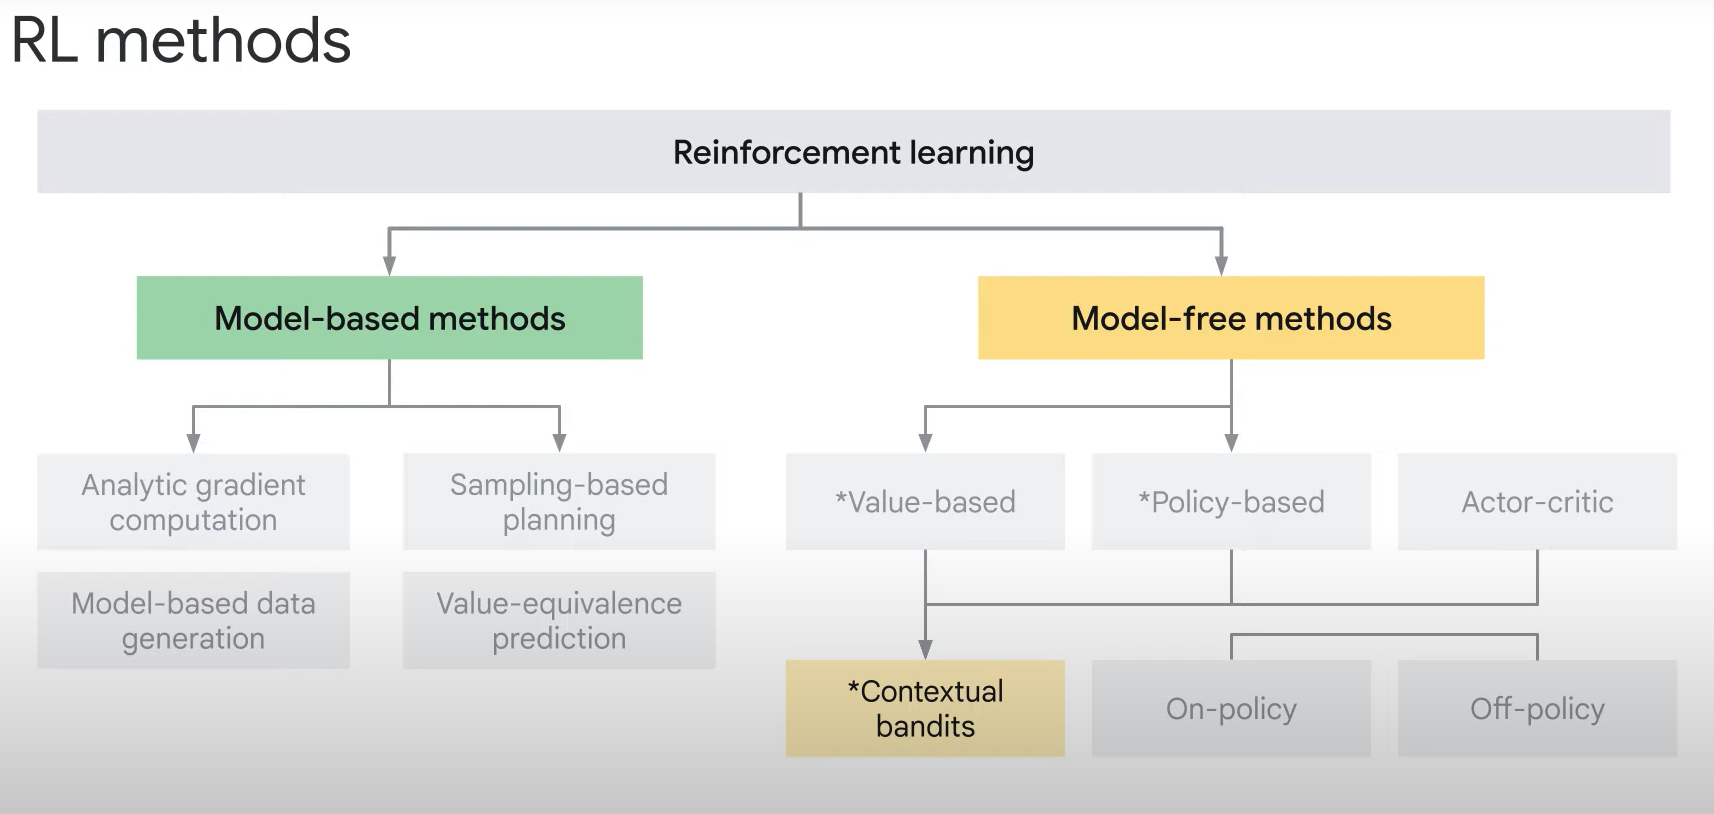 RL methods
Reinforcement learning
Model-based methods
Model-free methods
Analytic gradient
computation
Sampling-based
planning
*Value-based
*Policy-based
Actor-critic
Model-based data
generation
Value-equivalence
prediction
*Contextual
bandits
On-policy
Off-policy